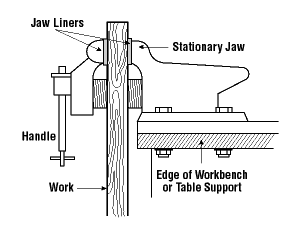 Jaw Liners
Stationary Jaw
Handle
Work
Edge of Workbench
or Table Support